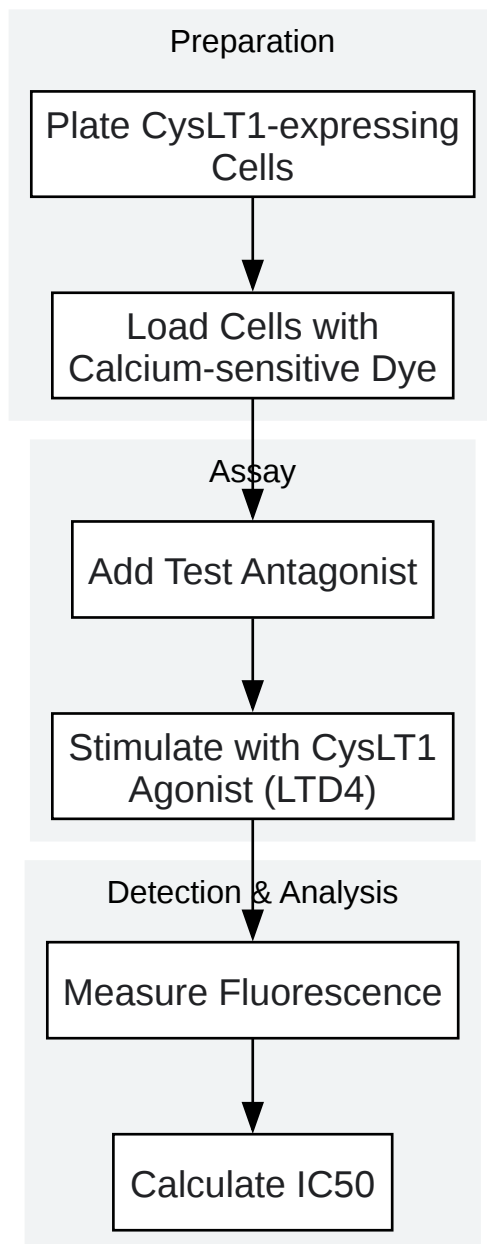 Preparation
Plate CysLT1-expressing
Cells
Load Cells with
Calcium-sensitive Dye
Assay
Add Test Antagonist
Stimulate with CysLT1
Agonist (LTD4)
Detection & Analysis
Measure Fluorescence
Calculate IC50